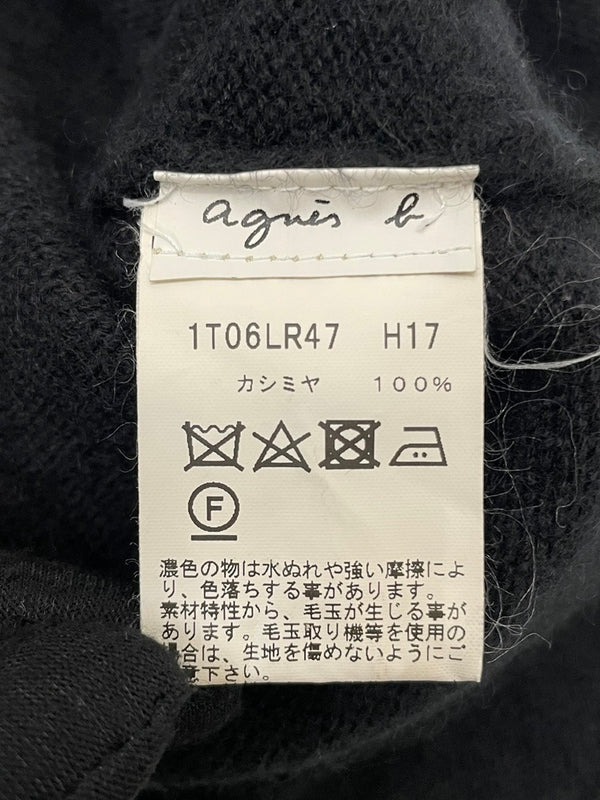 agnès b
1T06LR47 H17
カシミヤ 100%
F
濃色の物は水ぬれや強い摩擦によ
り、色落ちする事があります。
素材特性から、毛玉が生じる事が
あります。毛玉取り機等を使用の
場合は、生地を傷めないようにご
注意下さい。